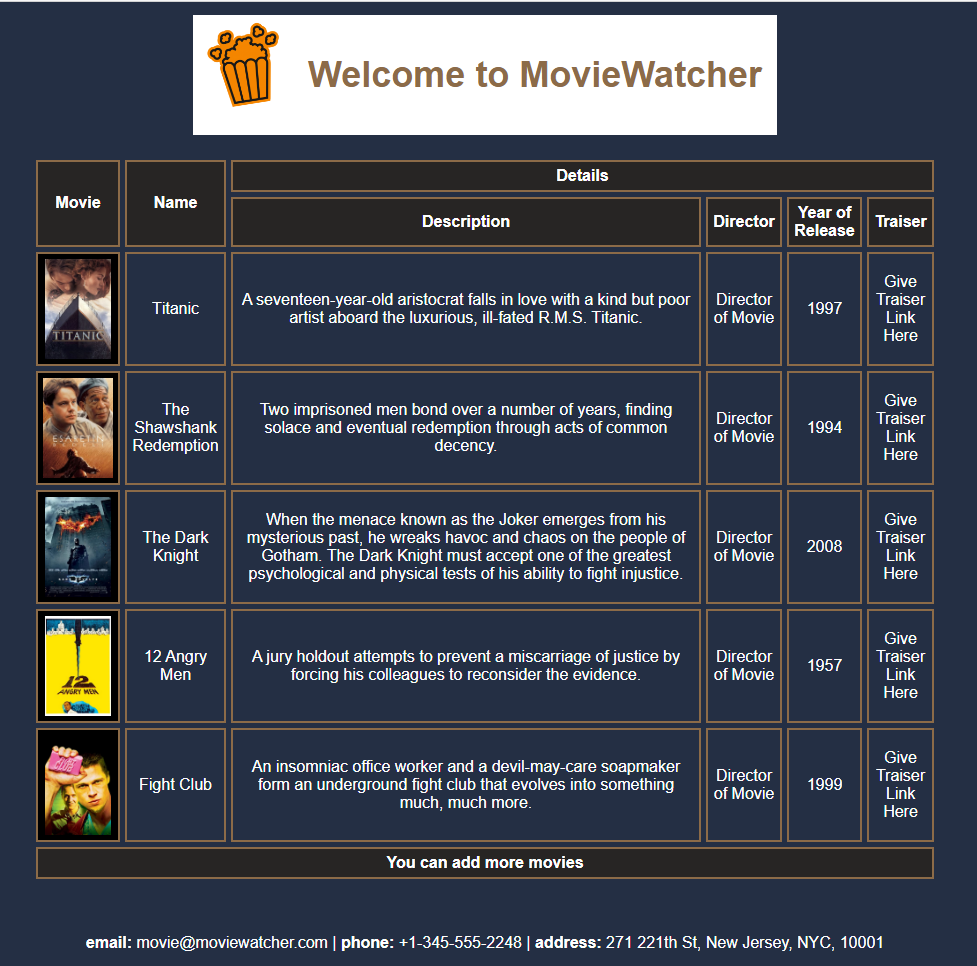 Welcome to MovieWatcher
Movie
Name
Details
Description
Director
Year of
Release
Traiser
TITANIC
Titanic
A seventeen-year-old aristocrat falls in love with a kind but poor
artist aboard the luxurious, ill-fated R.M.S. Titanic.
Director
of Movie
1997
Give
Traiser
Link
Here
The
Shawshank
Redemption
Two imprisoned men bond over a number of years, finding
solace and eventual redemption through acts of common
decency.
Director
of Movie
1994
Give
Traiser
Link
Here
The Dark
Knight
When the menace known as the Joker emerges from his
mysterious past, he wreaks havoc and chaos on the people of
Gotham. The Dark Knight must accept one of the greatest
psychological and physical tests of his ability to fight injustice.
Director
of Movie
2008
Give
Traiser
Link
Here
12
ANGRY MEN
12 Angry
Men
A jury holdout attempts to prevent a miscarriage of justice by
forcing his colleagues to reconsider the evidence.
Director
of Movie
1957
Give
Traiser
Link
Here
CLUB
Fight Club
An insomniac office worker and a devil-may-care soapmaker
form an underground fight club that evolves into something
much, much more.
Director
of Movie
1999
Give
Traiser
Link
Here
You can add more movies
email: movie@moviewatcher.com | phone: +1-345-555-2248 | address: 271 221th St, New Jersey, NYC, 10001